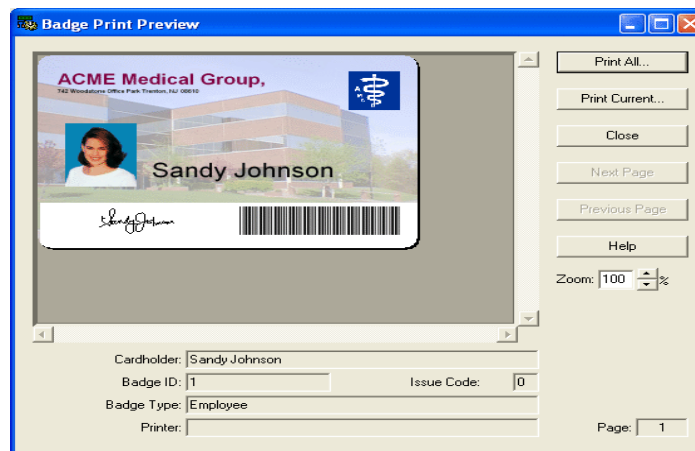 Badge Print Preview
ACME Medical Group,
742 Woodstone Office Park Trenton, NJ 08610
Sandy Johnson
Sandy Johnson
Print All...
Print Current...
Close
Next Page
Previous Page
Help
Zoom: 100 %
Cardholder: Sandy Johnson
Badge ID: 1 Issue Code: 0
Badge Type: Employee
Printer:
Page: 1